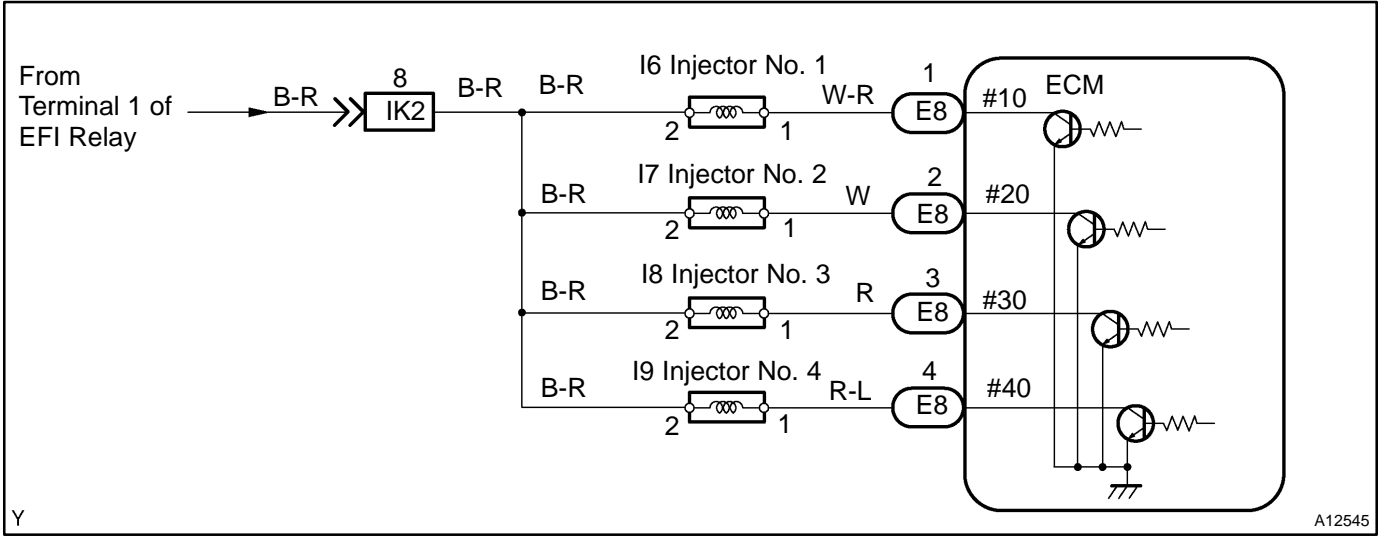 From
Terminal 1 of
EFI Relay
B-R
8
IK2
B-R
B-R
I6 Injector No. 1
2
1
W-R
1
E8
#10
ECM
B-R
I7 Injector No. 2
2
1
W
2
E8
#20
B-R
I8 Injector No. 3
2
1
R
3
E8
#30
B-R
I9 Injector No. 4
2
1
R-L
4
E8
#40
Y
A12545